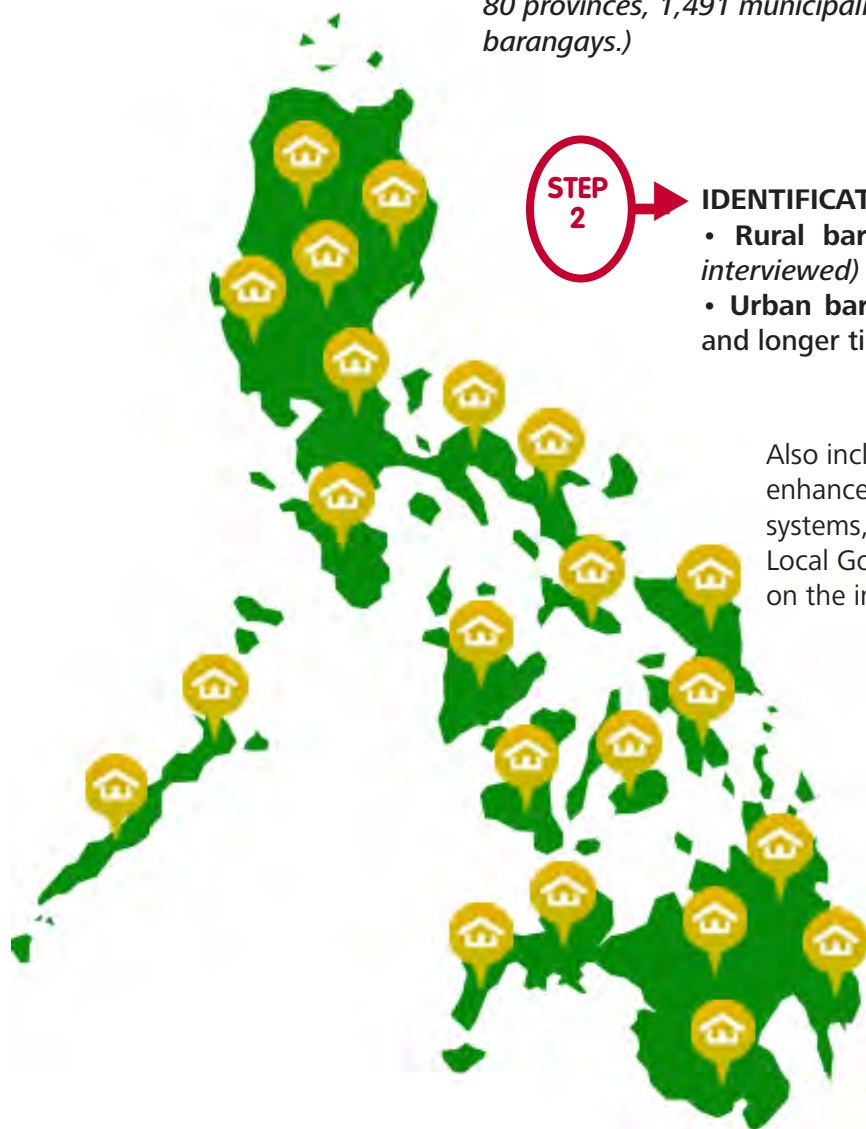 80 provinces, 1,491 municipali
barangays.)
STEP
2
IDENTIFICAT
• Rural bar
interviewed)
• Urban bar
and longer ti
Also incl
enhance
systems,
Local Go
on the i